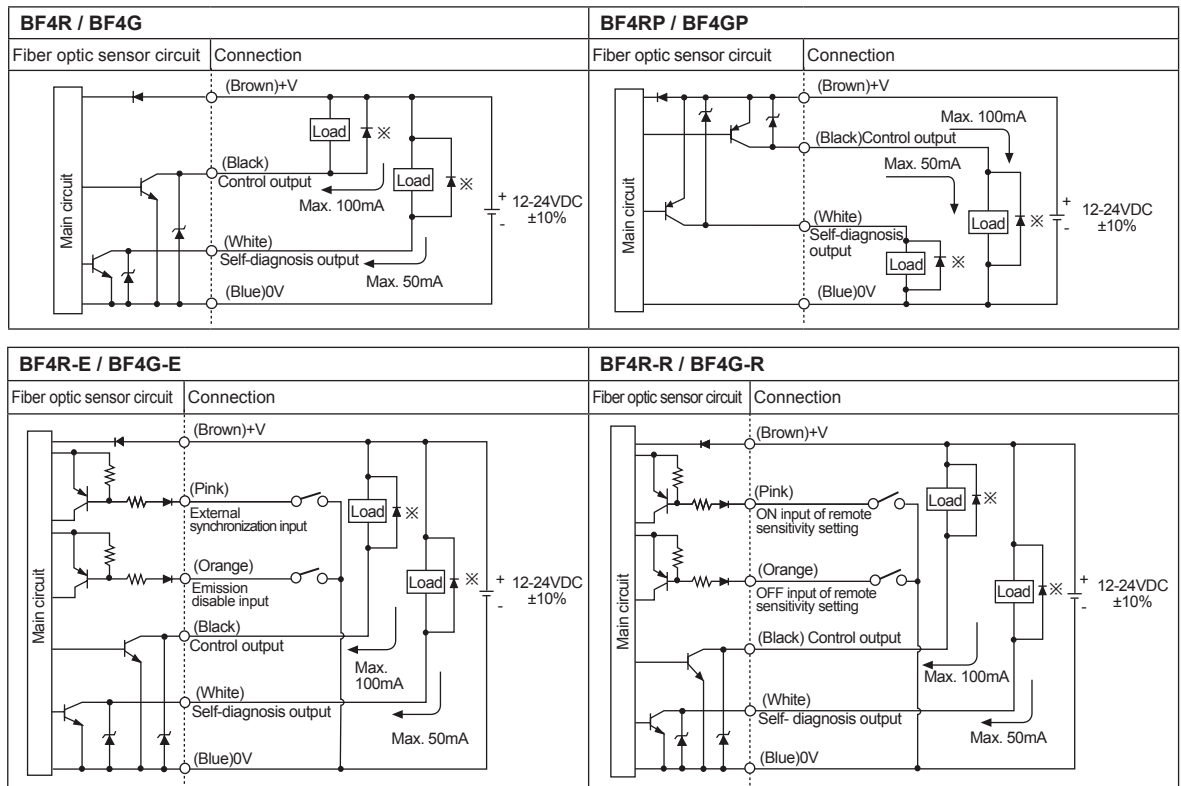 BF4R / BF4G
Fiber optic sensor circuit
Connection
(Brown)+V
Load
※
(Black)
Control output
Max. 100mA
Load
※
+ 12-24VDC
- ±10%
Main circuit
(White)
Self-diagnosis output
Max. 50mA
(Blue)0V
BF4RP / BF4GP
Fiber optic sensor circuit
Connection
(Brown)+V
Max. 100mA
(Black)Control output
Max. 50mA
Main circuit
(White)
Self-diagnosis
output
Load
※
Load
※
+ 12-24VDC
- ±10%
(Blue)0V
BF4R-E / BF4G-E
Fiber optic sensor circuit
Connection
(Brown)+V
(Pink)
External
synchronization input
Load
※
(Orange)
Emission
disable input
Load
※
+ 12-24VDC
- ±10%
Main circuit
(Black)
Control output
Max.
100mA
(White)
Self-diagnosis output
Max. 50mA
(Blue)0V
BF4R-R / BF4G-R
Fiber optic sensor circuit
Connection
(Brown)+V
(Pink)
ON input of remote
sensitivity setting
Load
※
(Orange)
OFF input of remote
sensitivity setting
Load
※
+ 12-24VDC
- ±10%
Main circuit
(Black) Control output
Max. 100mA
(White)
Self- diagnosis output
Max. 50mA
(Blue)0V